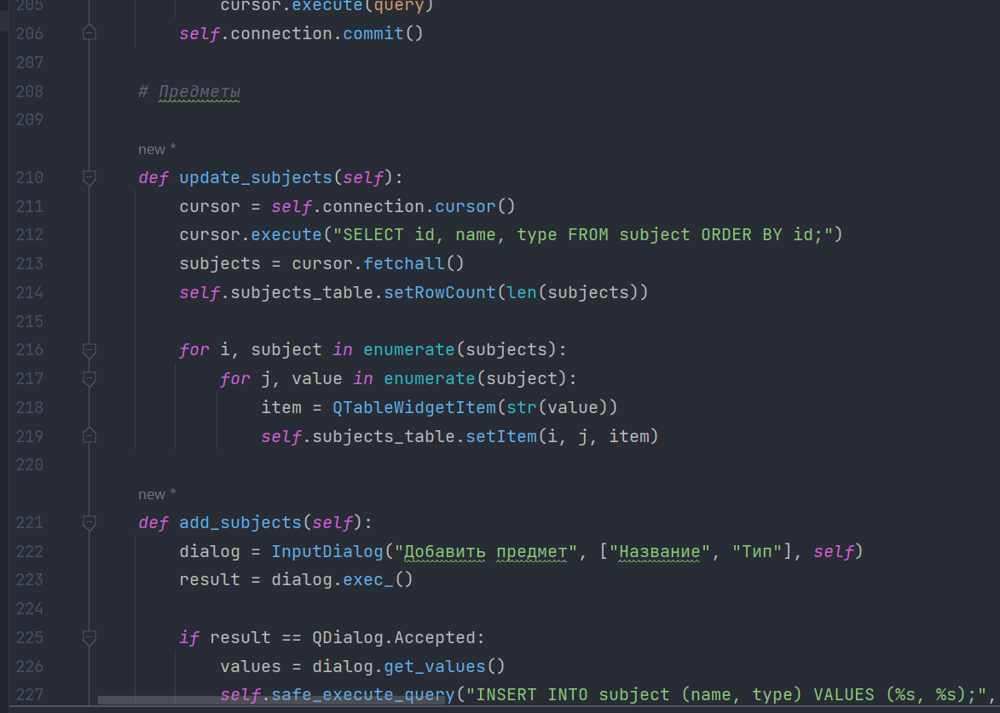 205 cursor.execute(query)
206 self.connection.commit()
207
208 # Предметы
209
new *
210 def update_subjects(self):
211 cursor = self.connection.cursor()
212 cursor.execute("SELECT id, name, type FROM subject ORDER BY id;")
213 subjects = cursor.fetchall()
214 self.subjects_table.setRowCount(len(subjects))
215
216 for i, subject in enumerate(subjects):
217 for j, value in enumerate(subject):
218 item = QTableWidgetItem(str(value))
219 self.subjects_table.setItem(i, j, item)
220
new *
221 def add_subjects(self):
222 dialog = InputDialog("Добавить предмет", ["Название", "Тип"], self)
223 result = dialog.exec_()
224
225 if result == QDialog.Accepted:
226 values = dialog.get_values()
227 self.safe_execute_query("INSERT INTO subject (name, type) VALUES (%s, %s);",